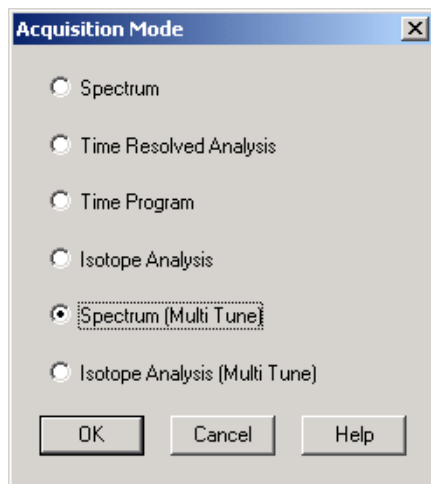 Acquisition Mode
Spectrum
Time Resolved Analysis
Time Program
Isotope Analysis
Spectrum (Multi Tune)
Isotope Analysis (Multi Tune)
OK Cancel Help